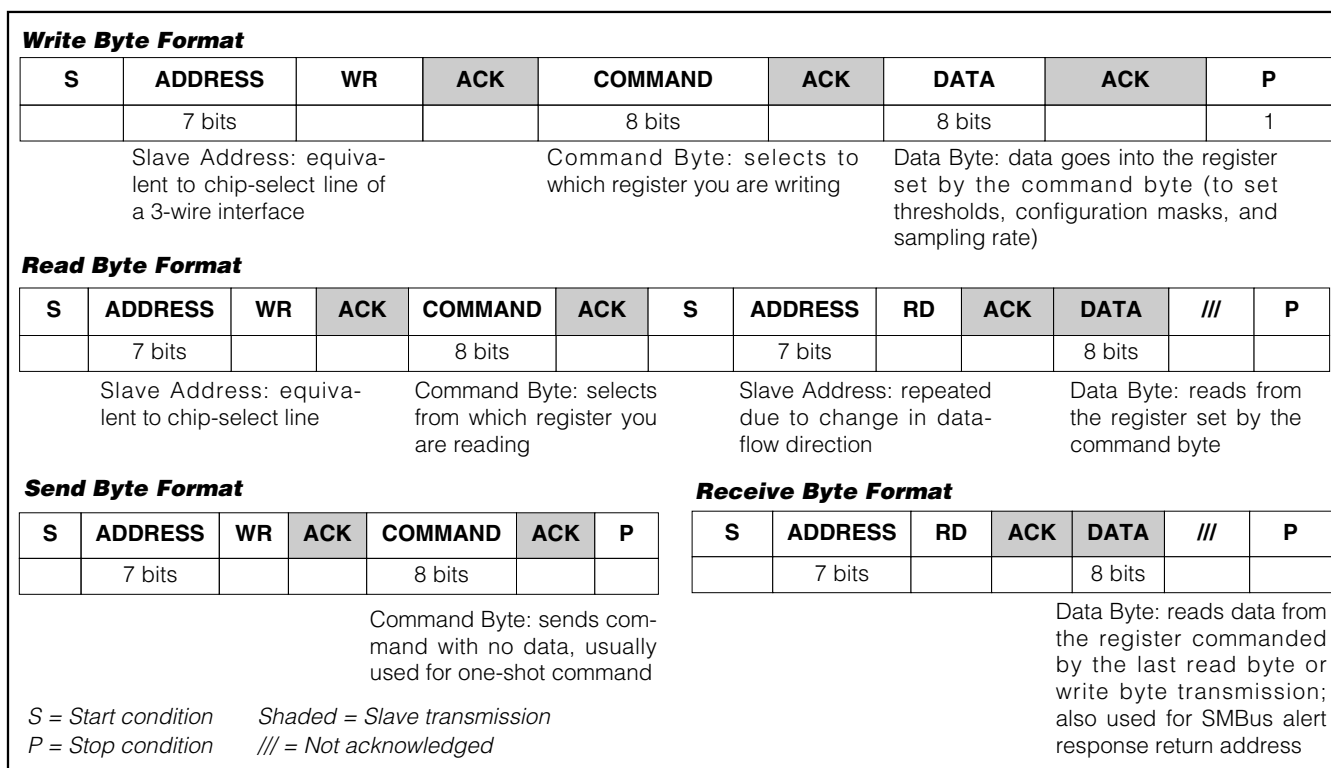 Write Byte Format
S ADDRESS WR ACK COMMAND ACK DATA ACK P
7 bits 8 bits 8 bits 1
Slave Address: equiva-
lent to chip-select line of
a 3-wire interface
Command Byte: selects to
which register you are writing
Data Byte: data goes into the register
set by the command byte (to set
thresholds, configuration masks, and
sampling rate)
Read Byte Format
S ADDRESS WR ACK COMMAND ACK S ADDRESS RD ACK DATA /// P
7 bits 8 bits 7 bits 8 bits
Slave Address: equiva-
lent to chip-select line
Command Byte: selects
from which register you
are reading
Slave Address: repeated
due to change in data-
flow direction
Data Byte: reads from
the register set by the
command byte
Send Byte Format
S ADDRESS WR ACK COMMAND ACK P
7 bits 8 bits
Command Byte: sends com-
mand with no data, usually
used for one-shot command
Receive Byte Format
S ADDRESS RD ACK DATA /// P
7 bits 8 bits
Data Byte: reads data from
the register commanded
by the last read byte or
write byte transmission;
also used for SMBus alert
response return address
S = Start condition Shaded = Slave transmission
P = Stop condition /// = Not acknowledged